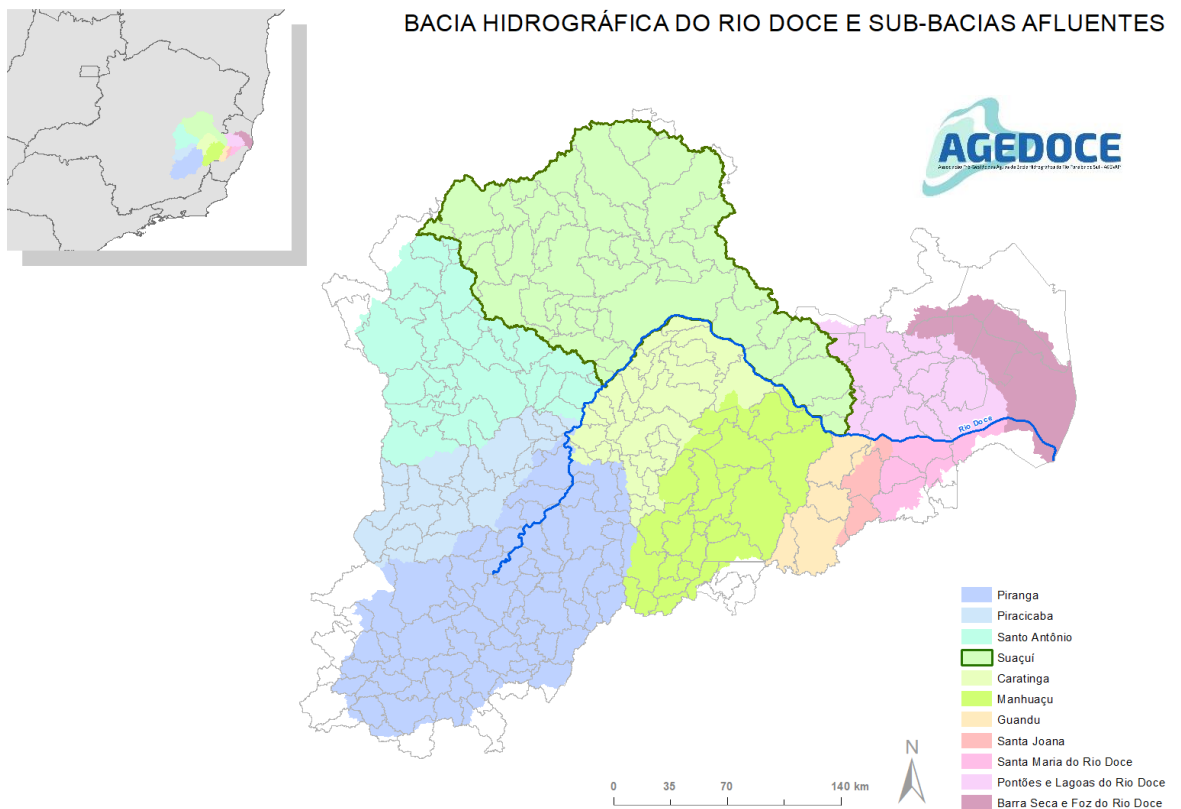 BACIA HIDROGRÁFICA DO RIO DOCE E SUB-BACIAS AFLUENTES
AGEDOCE
Rio Doce
Piranga
Piracicaba
Santo Antônio
Suaçuí
Caratinga
Manhuaçu
Guandu
Santa Joana
Santa Maria do Rio Doce
Pontões e Lagoas do Rio Doce
Barra Seca e Foz do Rio Doce
N
0 35 70 140 km